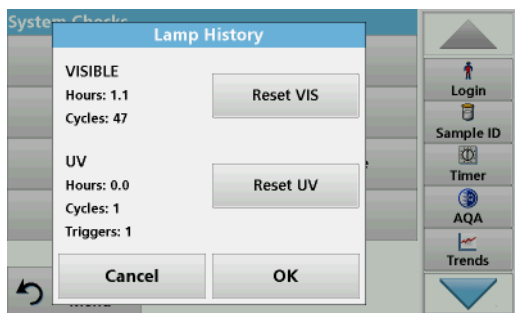 System Checks
Lamp History
VISIBLE
Hours: 1.1
Cycles: 47
Reset VIS
UV
Hours: 0.0
Cycles: 1
Triggers: 1
Reset UV
Cancel
OK
Menu
Login
Sample ID
Timer
AQA
Trends